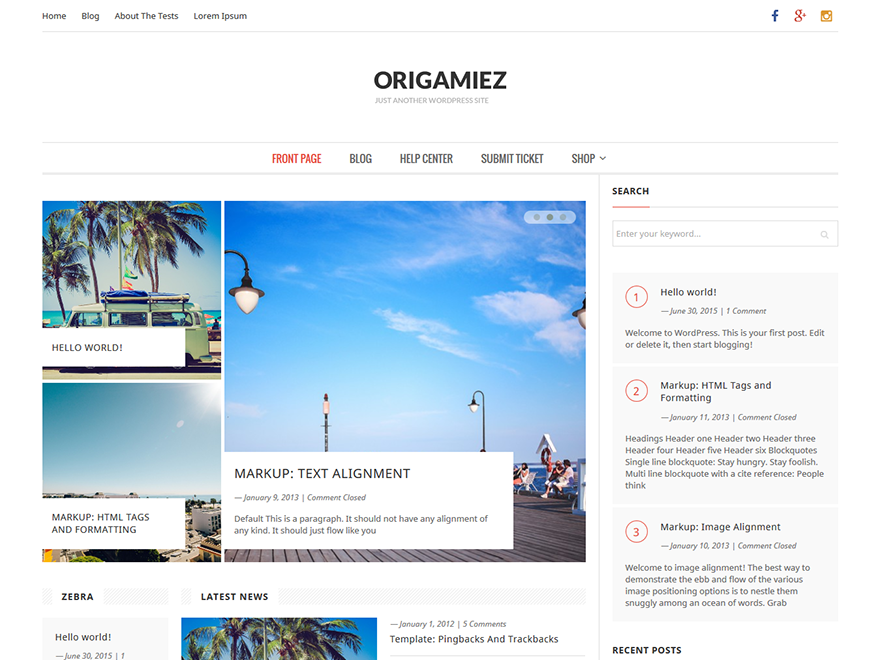 Home Blog About The Tests Lorem Ipsum
ORIGAMIEZ
JUST ANOTHER WORDPRESS SITE
FRONT PAGE BLOG HELP CENTER SUBMIT TICKET SHOP
HELLO WORLD!
MARKUP: HTML TAGS
AND FORMATTING
MARKUP: TEXT ALIGNMENT
— January 9, 2013 | Comment Closed
Default This is a paragraph. It should not have any alignment of
any kind. It should just flow like you
SEARCH
Enter your keyword...
1
Hello world!
— June 30, 2015 | 1 Comment
Welcome to WordPress. This is your first post. Edit
or delete it, then start blogging!
2
Markup: HTML Tags and
Formatting
— January 11, 2013 | Comment Closed
Headings Header one Header two Header three
Header four Header five Header six Blockquotes
Single line blockquote: Stay hungry. Stay foolish.
Multi line blockquote with a cite reference: People
think
3
Markup: Image Alignment
— January 10, 2013 | Comment Closed
Welcome to image alignment! The best way to
demonstrate the ebb and flow of the various
image positioning options is to nestle them
snuggly among an ocean of words. Grab
RECENT POSTS
ZEBRA
Hello world!
— June 30, 2015 | 1
LATEST NEWS
— January 1, 2012 | 5 Comments
Template: Pingbacks And Trackbacks